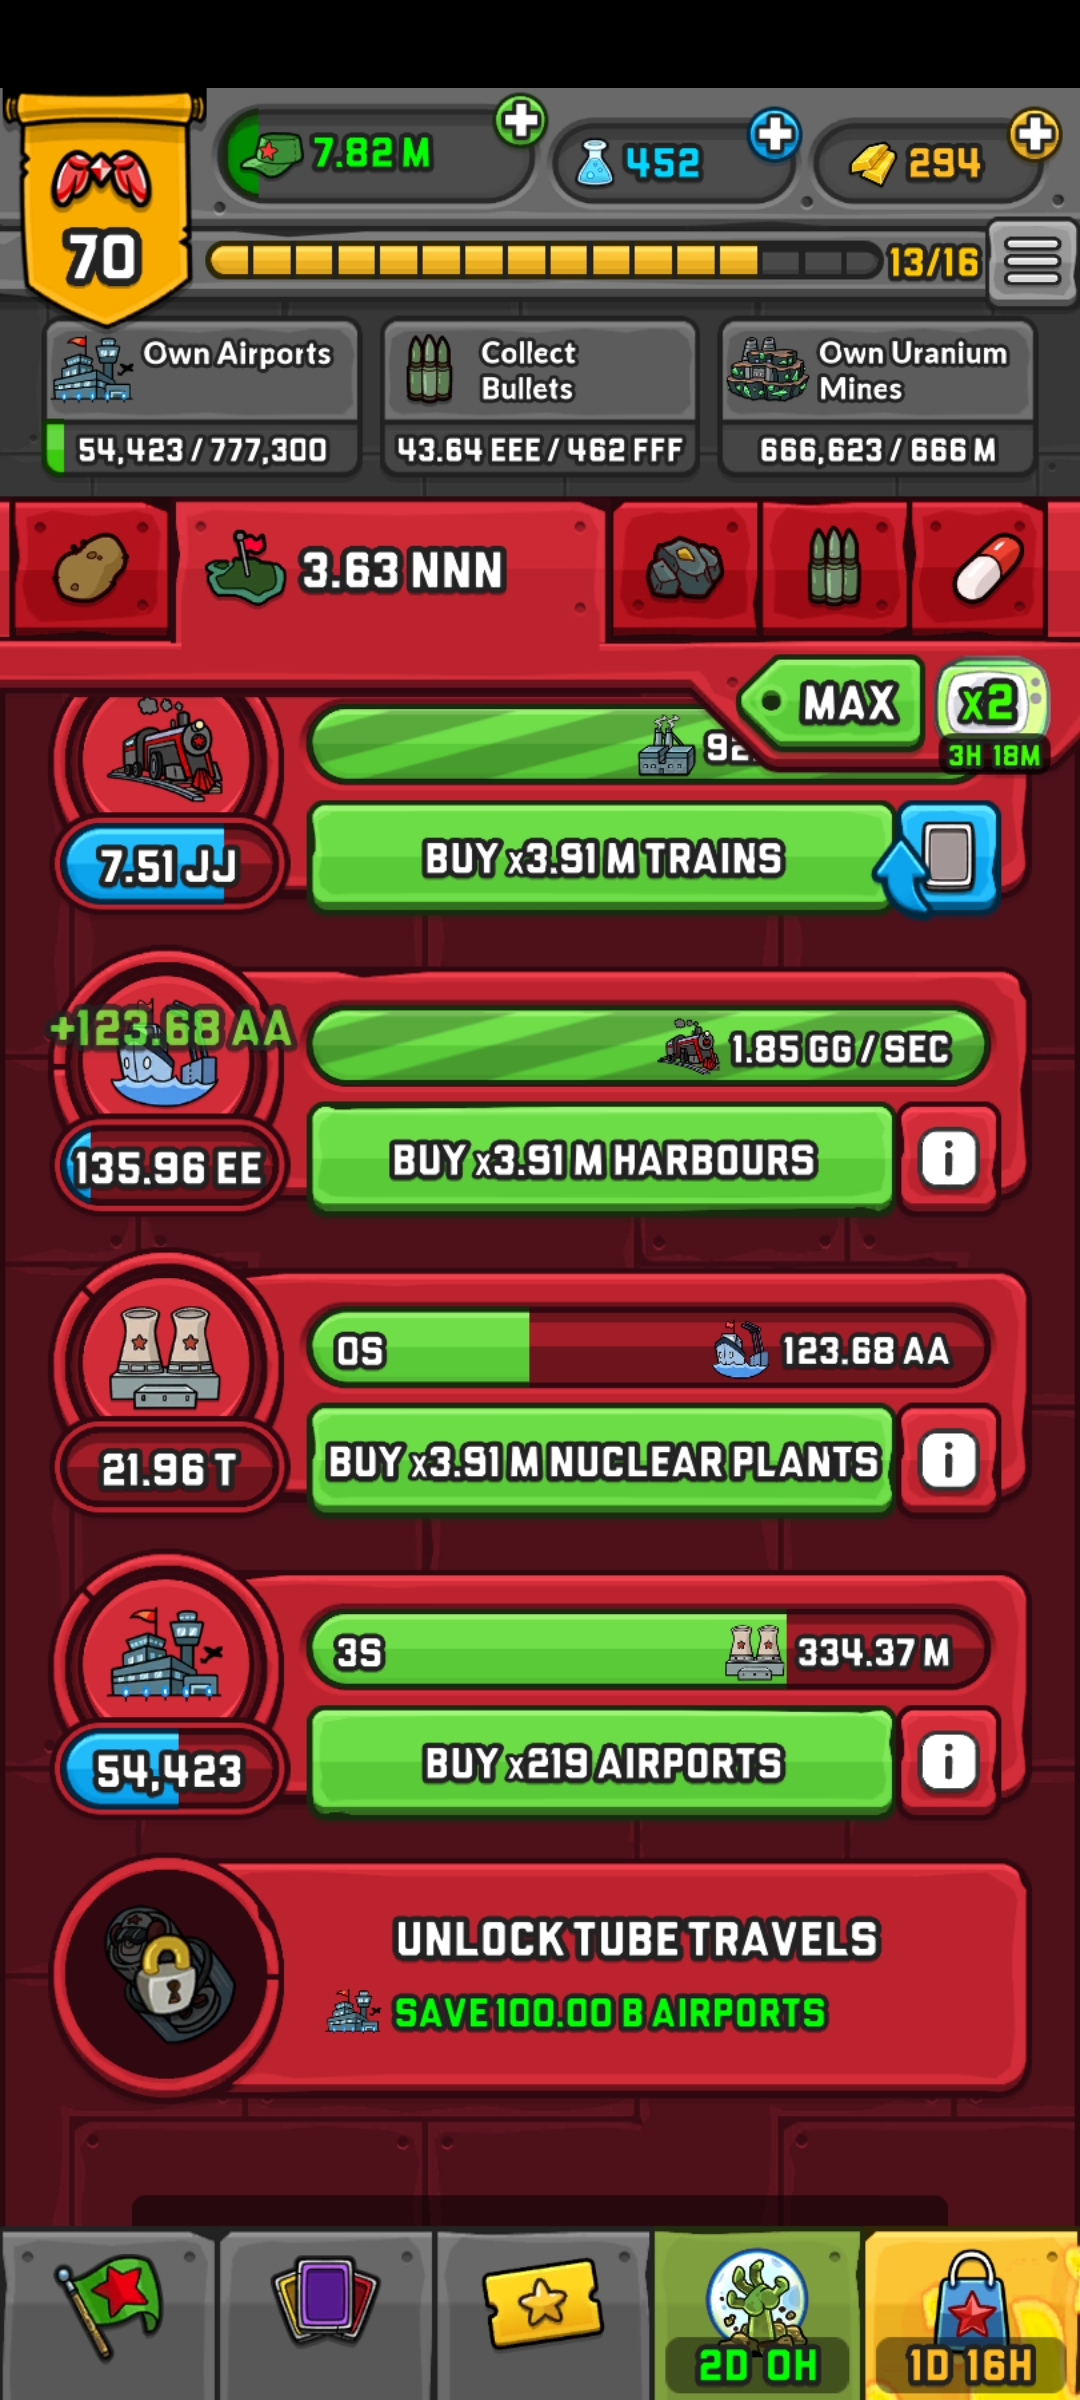 7.82 M
452
294
70
13/16
Own Airports
Collect
Bullets
Own Uranium
Mines
54,423 / 777,300
43.64 EEE / 462 FFF
666,623 / 666 M
3.63 NNN
MAX
x2
3H 18M
7.51 JJ
BUY x3.91 M TRAINS
+123.68 AA
1.85 GG / SEC
135.96 EE
BUY x3.91 M HARBOURS
i
0S
123.68 AA
21.96 T
BUY x3.91 M NUCLEAR PLANTS
i
3S
334.37 M
54,423
BUY x219 AIRPORTS
i
UNLOCK TUBE TRAVELS
SAVE 100.00 B AIRPORTS
2D 0H
1D 16H